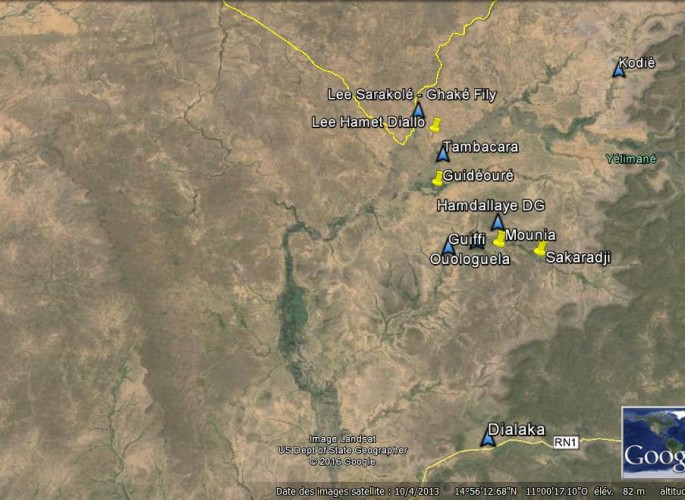 Kodiè
Lee Sarakolé - Ghaké Fily
Lee Hamet Diallo
Tambacara
Yélimané
Guidéouré
Hamdallaye DG
Guiffi
Mounia
Ouologuela
Sakaradji
Dialaka
RN1
Image Landsat
US Dept of State Geographer
© 2016 Google
Goog
Date des images satellite : 10/4/2013 14°56'12.68"N 11°00'17.10"O élév. 82 m altitud